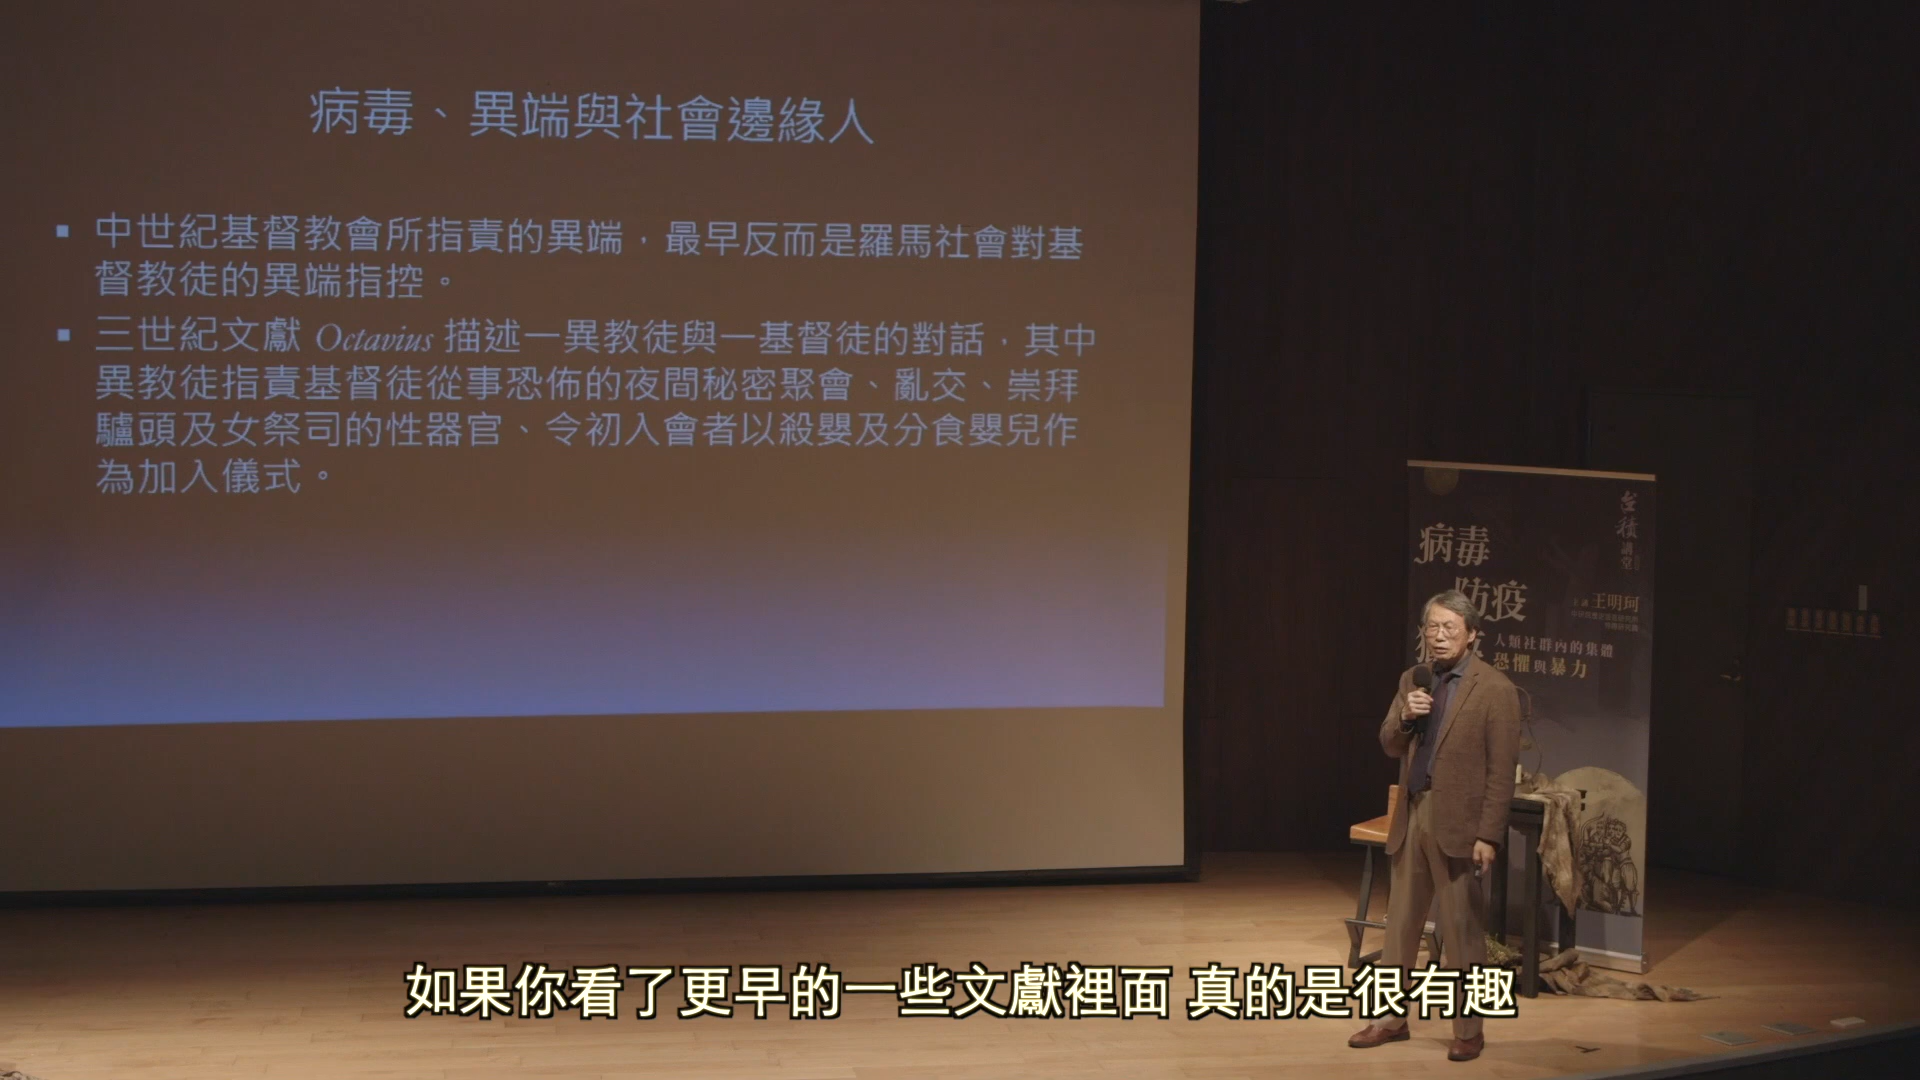 病毒、異端與社會邊緣人
▪ 中世紀基督教會所指責的異端，最早反而是羅馬社會對基
督教徒的異端指控。
▪ 三世紀文獻 Octavius 描述一異教徒與一基督徒的對話，其中
異教徒指責基督徒從事恐佈的夜間秘密聚會、亂交、崇拜
驢頭及女祭司的性器官、令初入會者以殺嬰及分食嬰兒作
為加入儀式。
台積
講堂
病毒
防疫
主講 王明珂
人類社群內的集體
恐懼與暴力
如果你看了更早的一些文獻裡面 真的是很有趣